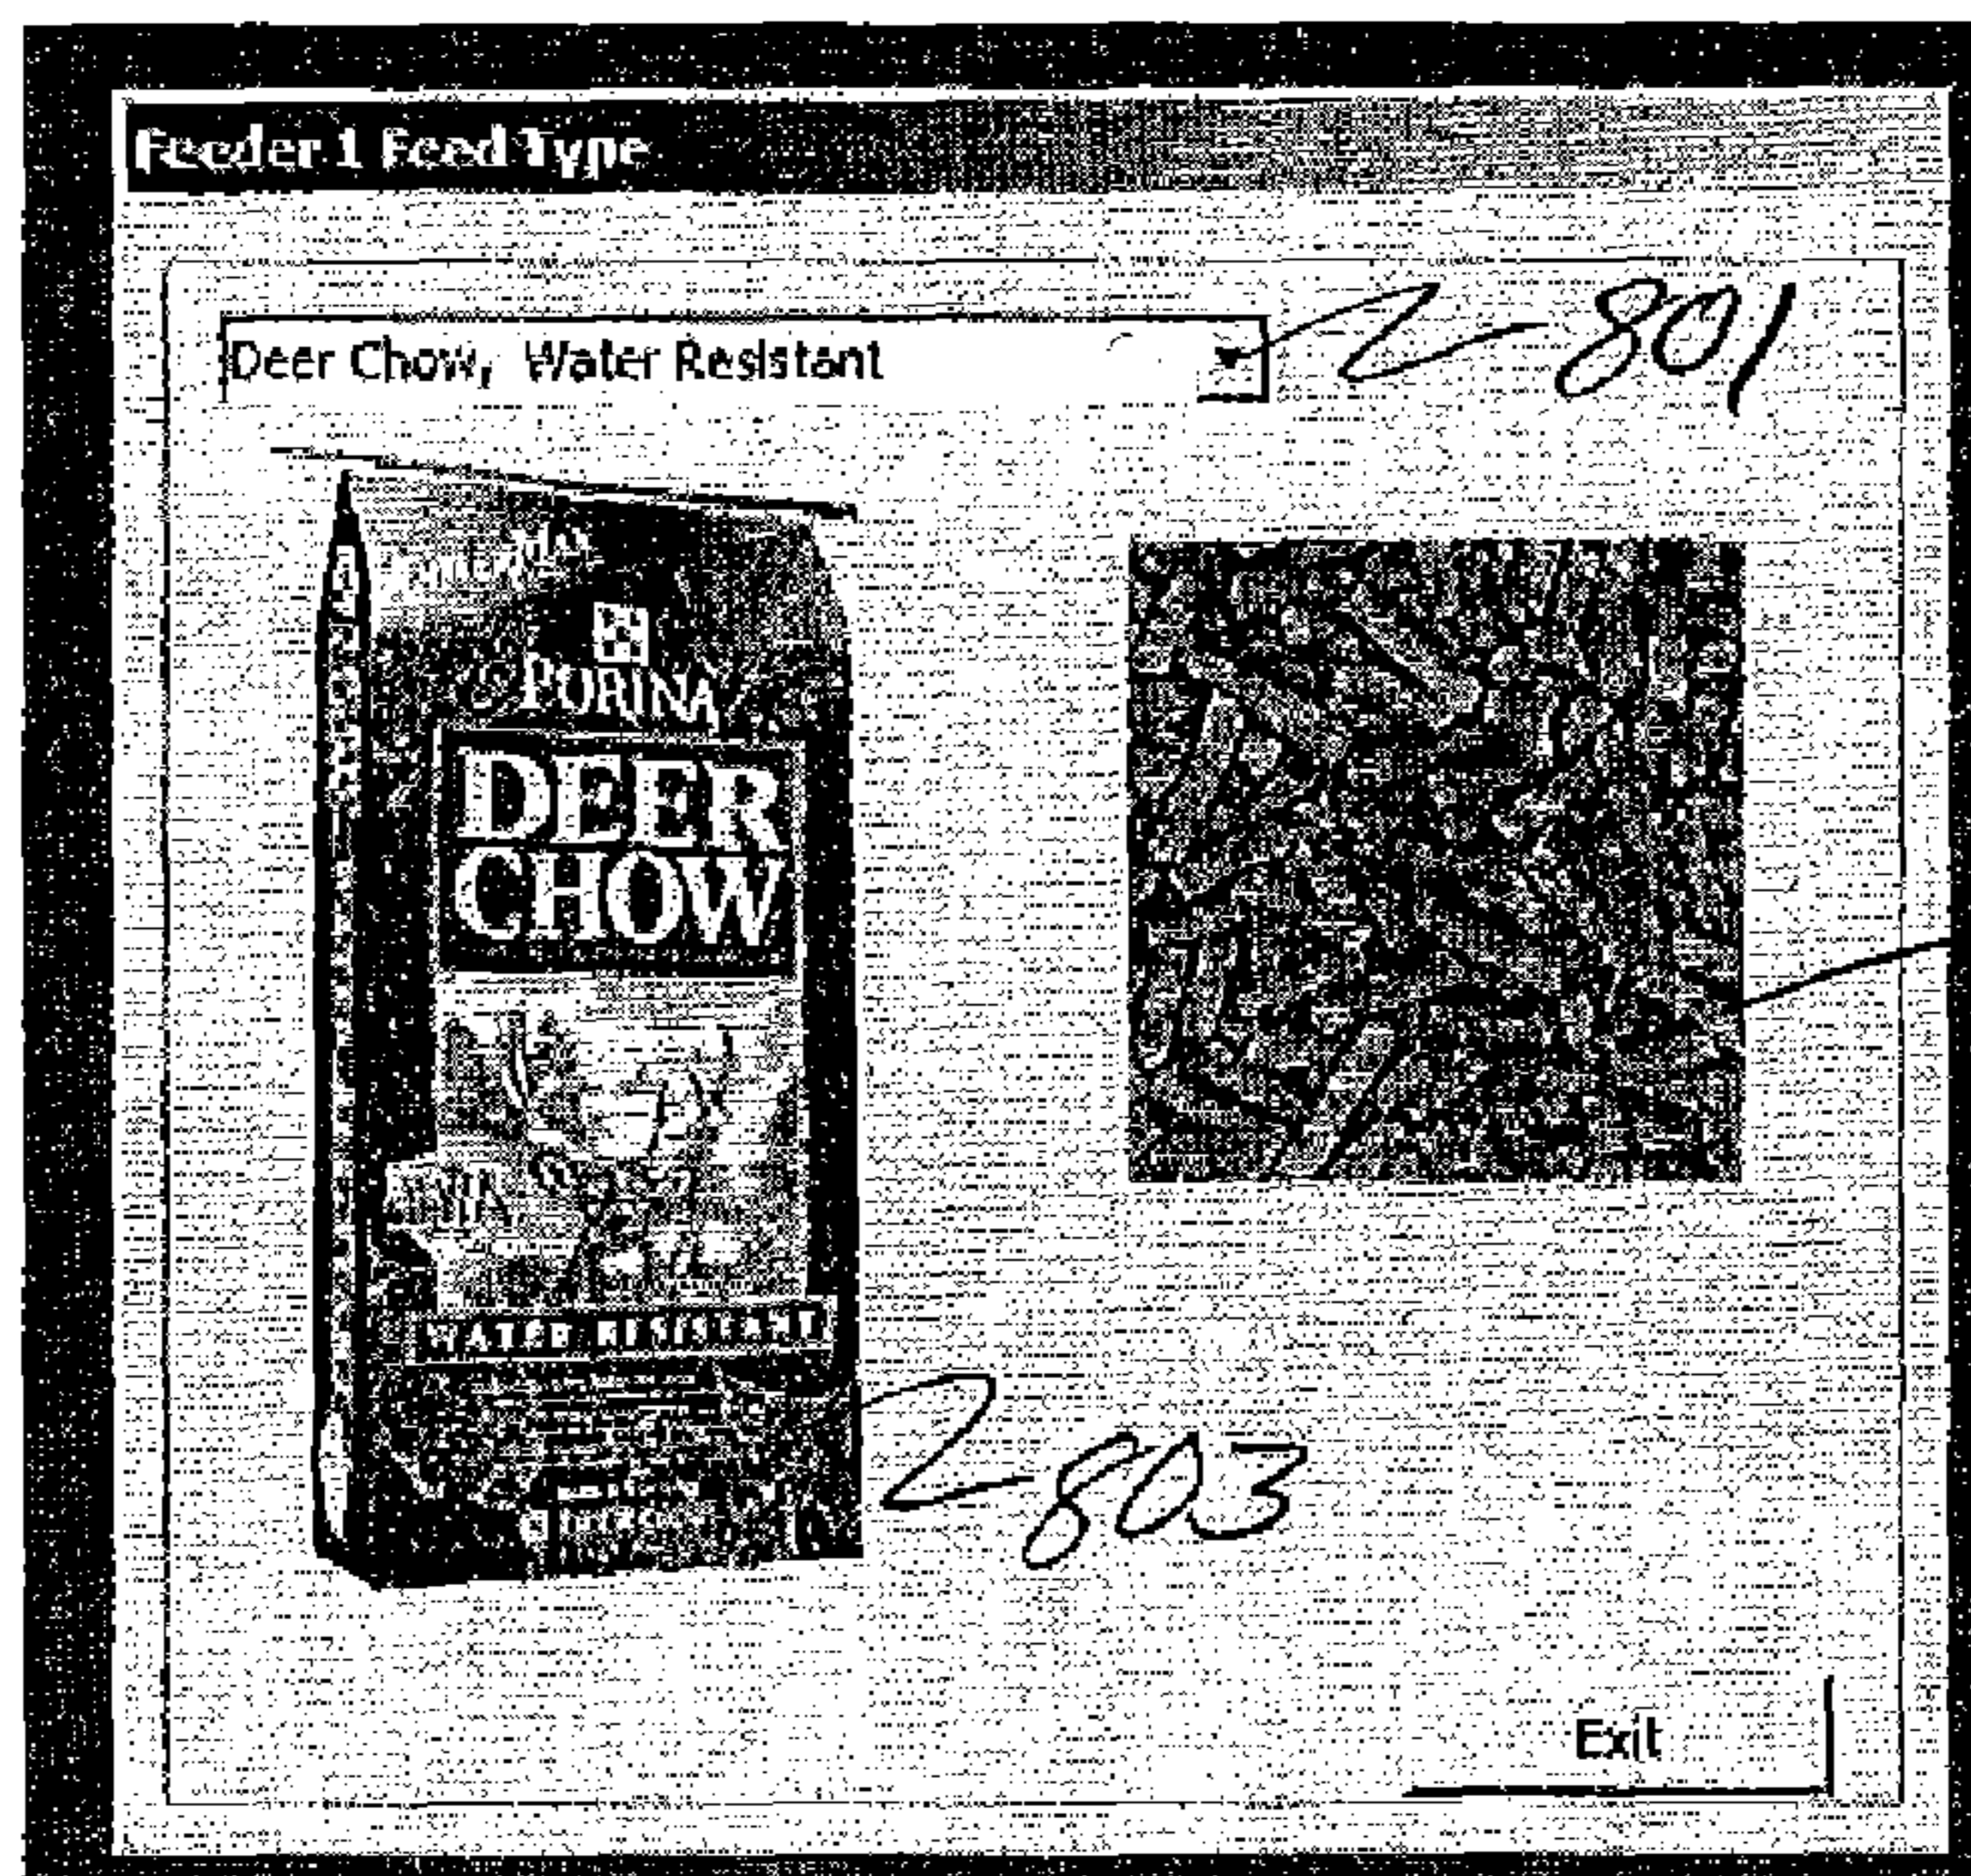 Feeder 1 Feed Type
Deer Chow, Water Resistant
801
PURINA
DEER
CHOW
WATER RESISTANT
803
Exit